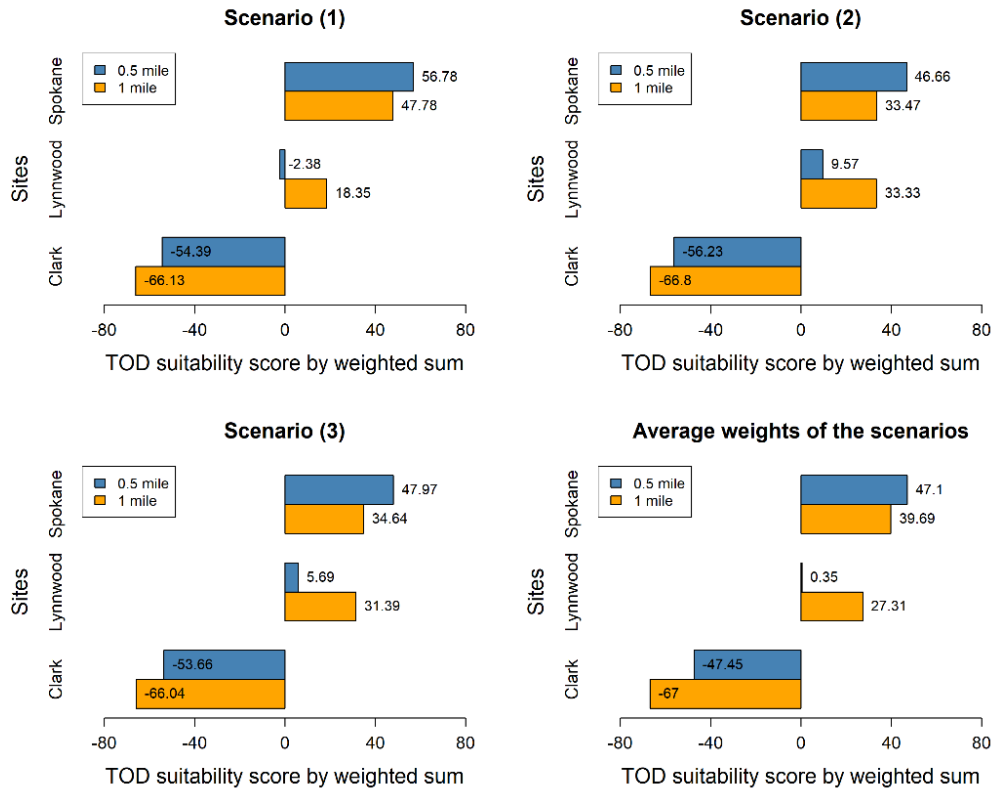 Scenario (1)
0.5 mile
1 mile
Sites
Spokane
Lynnwood
Clark
56.78
47.78
-2.38
18.35
-54.39
-66.13
-80 -40 0 40 80
TOD suitability score by weighted sum
Scenario (2)
0.5 mile
1 mile
Sites
Spokane
Lynnwood
Clark
46.66
33.47
9.57
33.33
-56.23
-66.8
-80 -40 0 40 80
TOD suitability score by weighted sum
Scenario (3)
0.5 mile
1 mile
Sites
Spokane
Lynnwood
Clark
47.97
34.64
5.69
31.39
-53.66
-66.04
-80 -40 0 40 80
TOD suitability score by weighted sum
Average weights of the scenarios
0.5 mile
1 mile
Sites
Spokane
Lynnwood
Clark
47.1
39.69
0.35
27.31
-47.45
-67
-80 -40 0 40 80
TOD suitability score by weighted sum